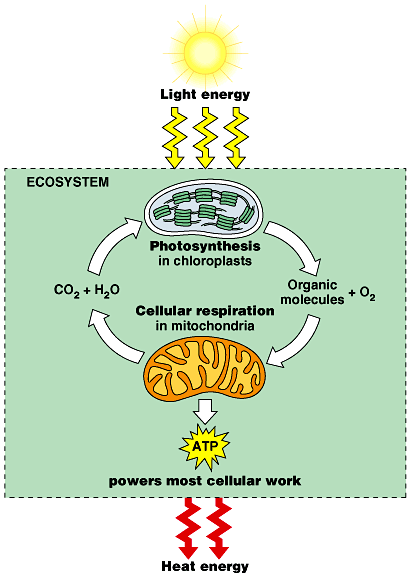 Light energy
ECOSYSTEM
Photosynthesis
in chloroplasts
CO₂ + H₂O
Organic
molecules + O₂
Cellular respiration
in mitochondria
ATP
powers most cellular work
Heat energy